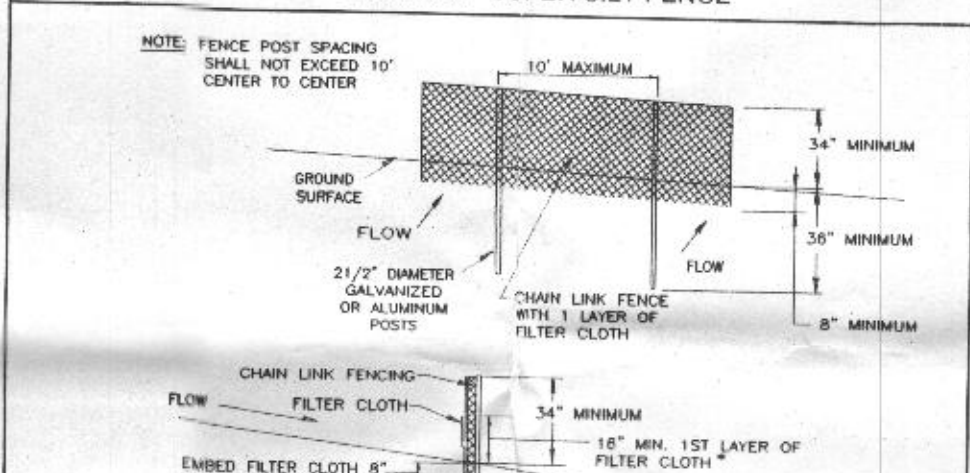 NOTE: FENCE POST SPACING
SHALL NOT EXCEED 10'
CENTER TO CENTER
10' MAXIMUM
34" MINIMUM
GROUND
SURFACE
FLOW
36" MINIMUM
FLOW
21/2" DIAMETER
GALVANIZED
OR ALUMINUM
POSTS
CHAIN LINK FENCE
WITH 1 LAYER OF
FILTER CLOTH
8" MINIMUM
CHAIN LINK FENCING
FLOW
FILTER CLOTH
34" MINIMUM
16" MIN. 1ST LAYER OF
FILTER CLOTH *
EMBED FILTER CLOTH 8"